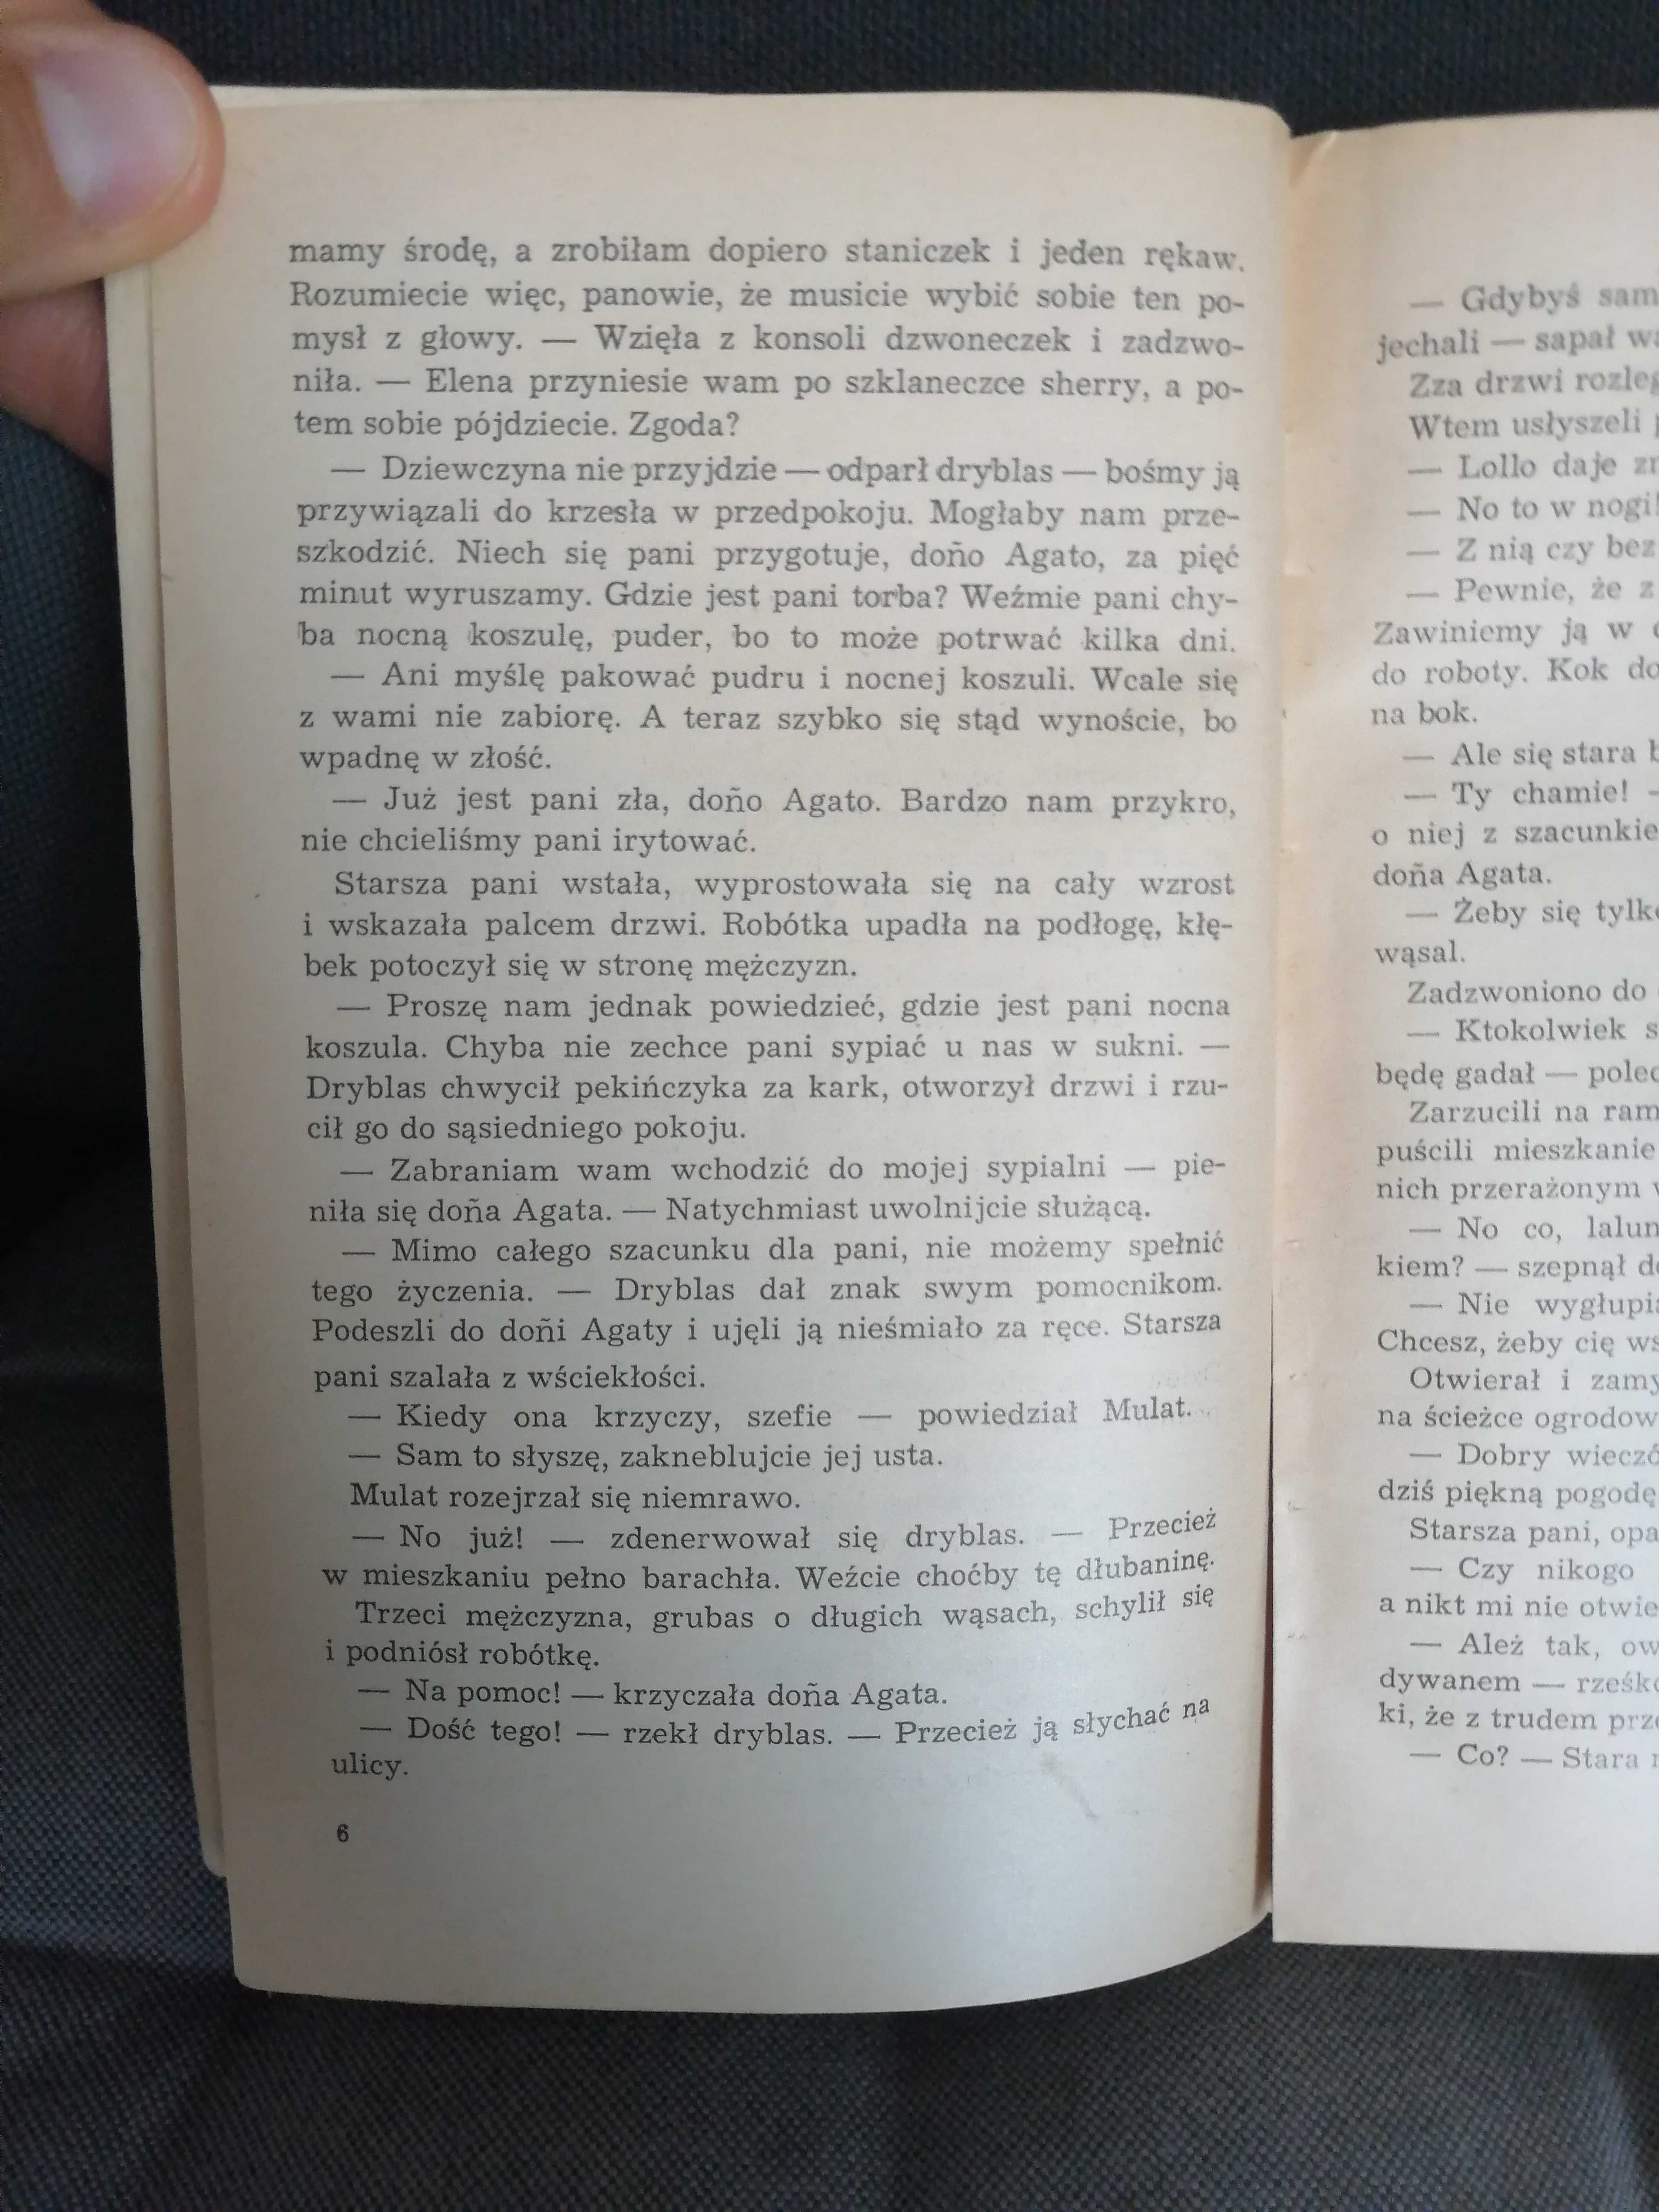 mamy środę, a zrobiłam dopiero staniczek i jeden rękaw.
Rozumiecie więc, panowie, że musicie wybić sobie ten po-
mysł z głowy. — Wzięła z konsoli dzwoneczek i zadzwo-
niła. — Elena przyniesie wam po szklaneczce sherry, a po-
tem sobie pójdziecie. Zgoda?
— Dziewczyna nie przyjdzie — odparł dryblas — bośmy ją
przywiązali do krzesła w przedpokoju. Mogłaby nam prze-
szkodzić. Niech się pani przygotuje, doño Agato, za pięć
minut wyruszamy. Gdzie jest pani torba? Weźmie pani chy-
ba nocną koszulę, puder, bo to może potrwać kilka dni.
— Ani myślę pakować pudru i nocnej koszuli. Wcale się
z wami nie zabiorę. A teraz szybko się stąd wynoście, bo
wpadnę w złość.
— Już jest pani zła, doño Agato. Bardzo nam przykro,
nie chcieliśmy pani irytować.
Starsza pani wstała, wyprostowała się na cały wzrost
i wskazała palcem drzwi. Robótka upadła na podłogę, kłę-
bek potoczył się w stronę mężczyzn.
— Proszę nam jednak powiedzieć, gdzie jest pani nocna
koszula. Chyba nie zechce pani sypiać u nas w sukni. —
Dryblas chwycił pekińczyka za kark, otworzył drzwi i rzu-
cił go do sąsiedniego pokoju.
— Zabraniam wam wchodzić do mojej sypialni — pie-
niła się doña Agata. — Natychmiast uwolnijcie służącą.
— Mimo całego szacunku dla pani, nie możemy spełnić
tego życzenia. — Dryblas dał znak swym pomocnikom.
Podeszli do doñi Agaty i ujęli ją nieśmiało za ręce. Starsza
pani szalała z wściekłości.
— Kiedy ona krzyczy, szefie — powiedział Mulat.
— Sam to słyszę, zakneblujcie jej usta.
Mulat rozejrzał się niemrawo.
— No już! — zdenerwował się dryblas. — Przecież
w mieszkaniu pełno barachła. Weźcie choćby tę dłubaninę.
Trzeci mężczyzna, grubas o długich wąsach, schylił się
i podniósł robótkę.
— Na pomoc! — krzyczała doña Agata.
— Dość tego! — rzekł dryblas. — Przecież ją słychać na
ulicy.
6
— Gdybyś sam
jechali — sapał
Zza drzwi
Wtem usłyszeli
— Lollo daje
— No to w nogi!
— Z nią czy bez
— Pewnie, że z
Zawiniemy ją w
do roboty. Kok
na bok.
— Ale się stara
— Ty chamie!
o niej z
doña Agata.
— Żeby się
wąsal.
Zadzwoniono do
— Ktokolwiek
będę gadał —
Zarzucili na
puścili mieszkanie
nich przerażonym
— No co,
kiem? — szepnął
— Nie
Chcesz, żeby cię
Otwierał i
na ścieżce
— Dobry
dziś piękną pogodę
Starsza pani,
— Czy nikogo
a nikt mi nie
— Ależ tak,
dywanem —
ki, że z trudem
— Co? — Stara